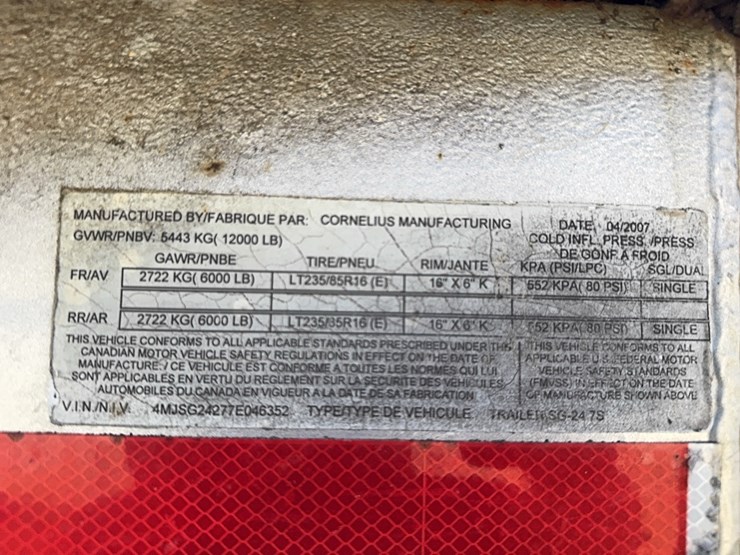 MANUFACTURED BY/FABRIQUE PAR: CORNELIUS MANUFACTURING DATE, 04/2007
GVWR/PNBV: 5443 KG( 12000 LB) COLD INFL. PRESS. /PRESS
DE GONF A FROID
GAWR/PNBE TIRE/PNEU RIM/JANTE KPA (PSI/LPC) SGL/DUAL
FR/AV 2722 KG( 6000 LB) LT235/85R16 (E) 16" X 6" K 552 KPA( 80 PSI) SINGLE
RR/AR 2722 KG( 6000 LB) LT235/85R16 (E) 16" X 6" K 552 KPA( 80 PSI) SINGLE
THIS VEHICLE CONFORMS TO ALL APPLICABLE STANDARDS PRESCRIBED UNDER THE
CANADIAN MOTOR VEHICLE SAFETY REGULATIONS IN EFFECT ON THE DATE OF
MANUFACTURE. / CE VEHICULE EST CONFORME A TOUTES LES NORMES QUI LUI
SONT APPLICABLES EN VERTU DU REGLEMENT SUR LA SECURITE DES VEHICULES
AUTOMOBILES DU CANADA EN VIGUEUR A LA DATE DE SA FABRICATION
THIS VEHICLE CONFORMS TO ALL
APPLICABLE U.S. FEDERAL MOTOR
VEHICLE SAFETY STANDARDS
(FMVSS) IN EFFECT ON THE DATE
OF MANUFACTURE SHOWN ABOVE
V.I.N./N.I.V. 4MJSG24277E046352 TYPE/TYPE DE VEHICULE TRAILER SG-24 7S